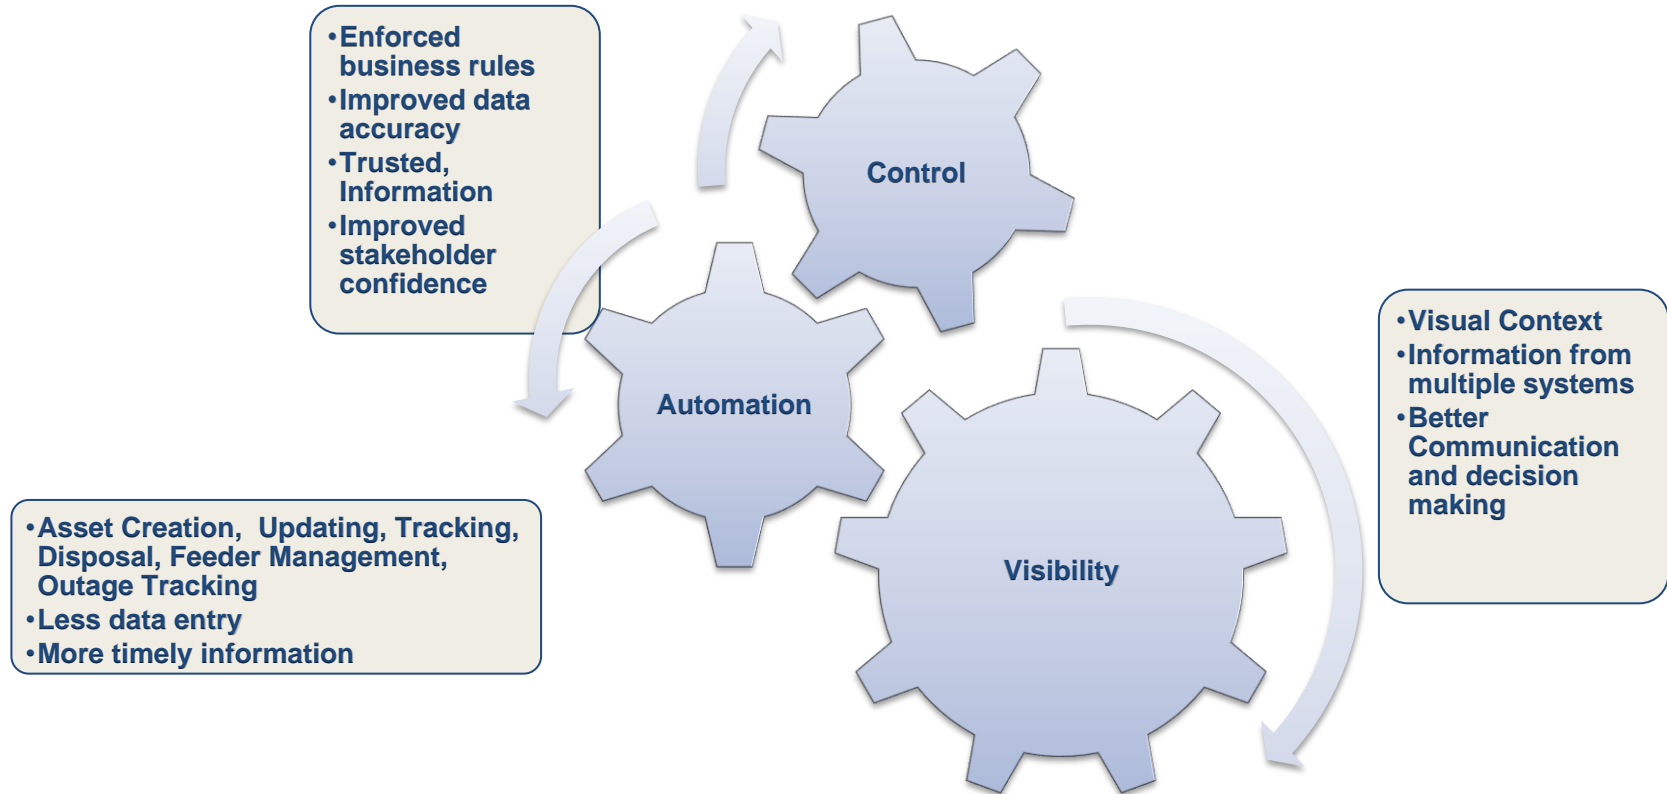 •Enforced
business rules
•Improved data
accuracy
•Trusted,
Information
•Improved
stakeholder
confidence
Control
Automation
•Visual Context
•Information from
multiple systems
•Better
Communication
and decision
making
•Asset Creation,  Updating, Tracking,
Disposal, Feeder Management,
Outage Tracking
•Less data entry
•More timely information
Visibility